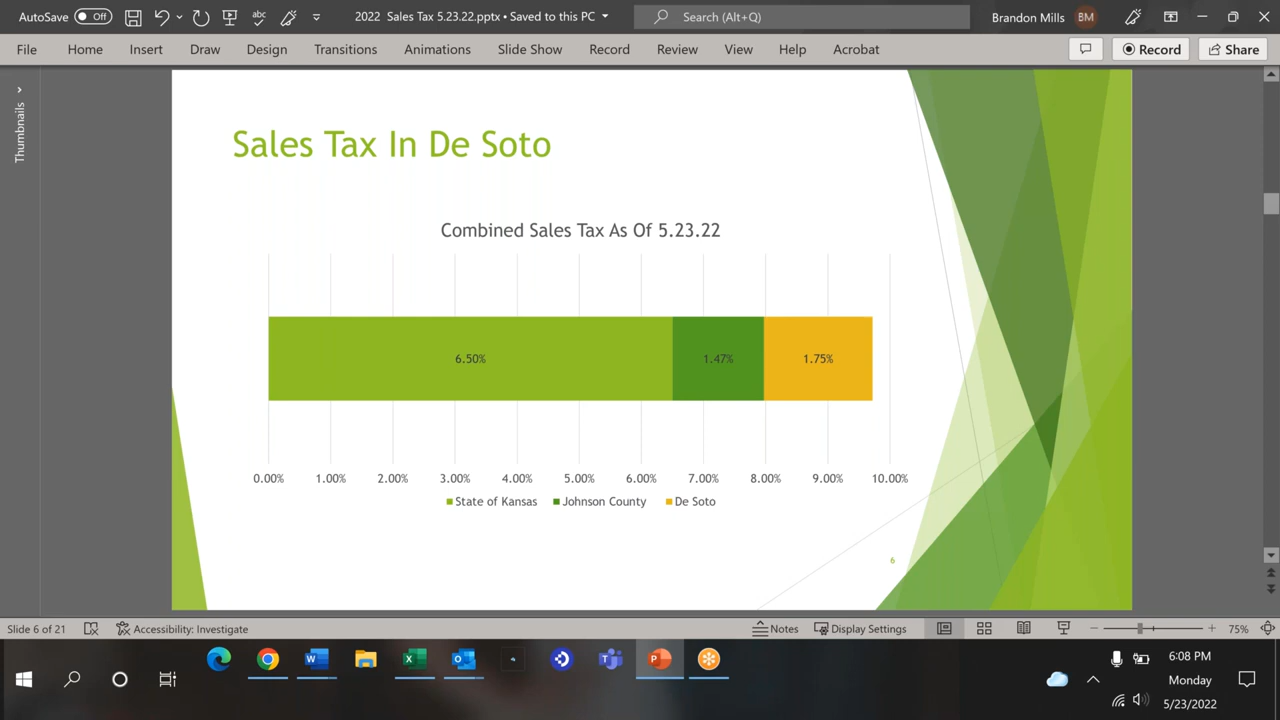 AutoSave Off abc 2022 Sales Tax 5.23.22.pptx • Saved to this PC Search (Alt+Q) Brandon Mills BM
File Home Insert Draw Design Transitions Animations Slide Show Record Review View Help Acrobat Record Share
Thumbnails
Sales Tax In De Soto
Combined Sales Tax As Of 5.23.22
6.50% 1.47% 1.75%
0.00% 1.00% 2.00% 3.00% 4.00% 5.00% 6.00% 7.00% 8.00% 9.00% 10.00%
State of Kansas Johnson County De Soto
6
Slide 6 of 21 Accessibility: Investigate Notes Display Settings 75%
6:08 PM
Monday
5/23/2022